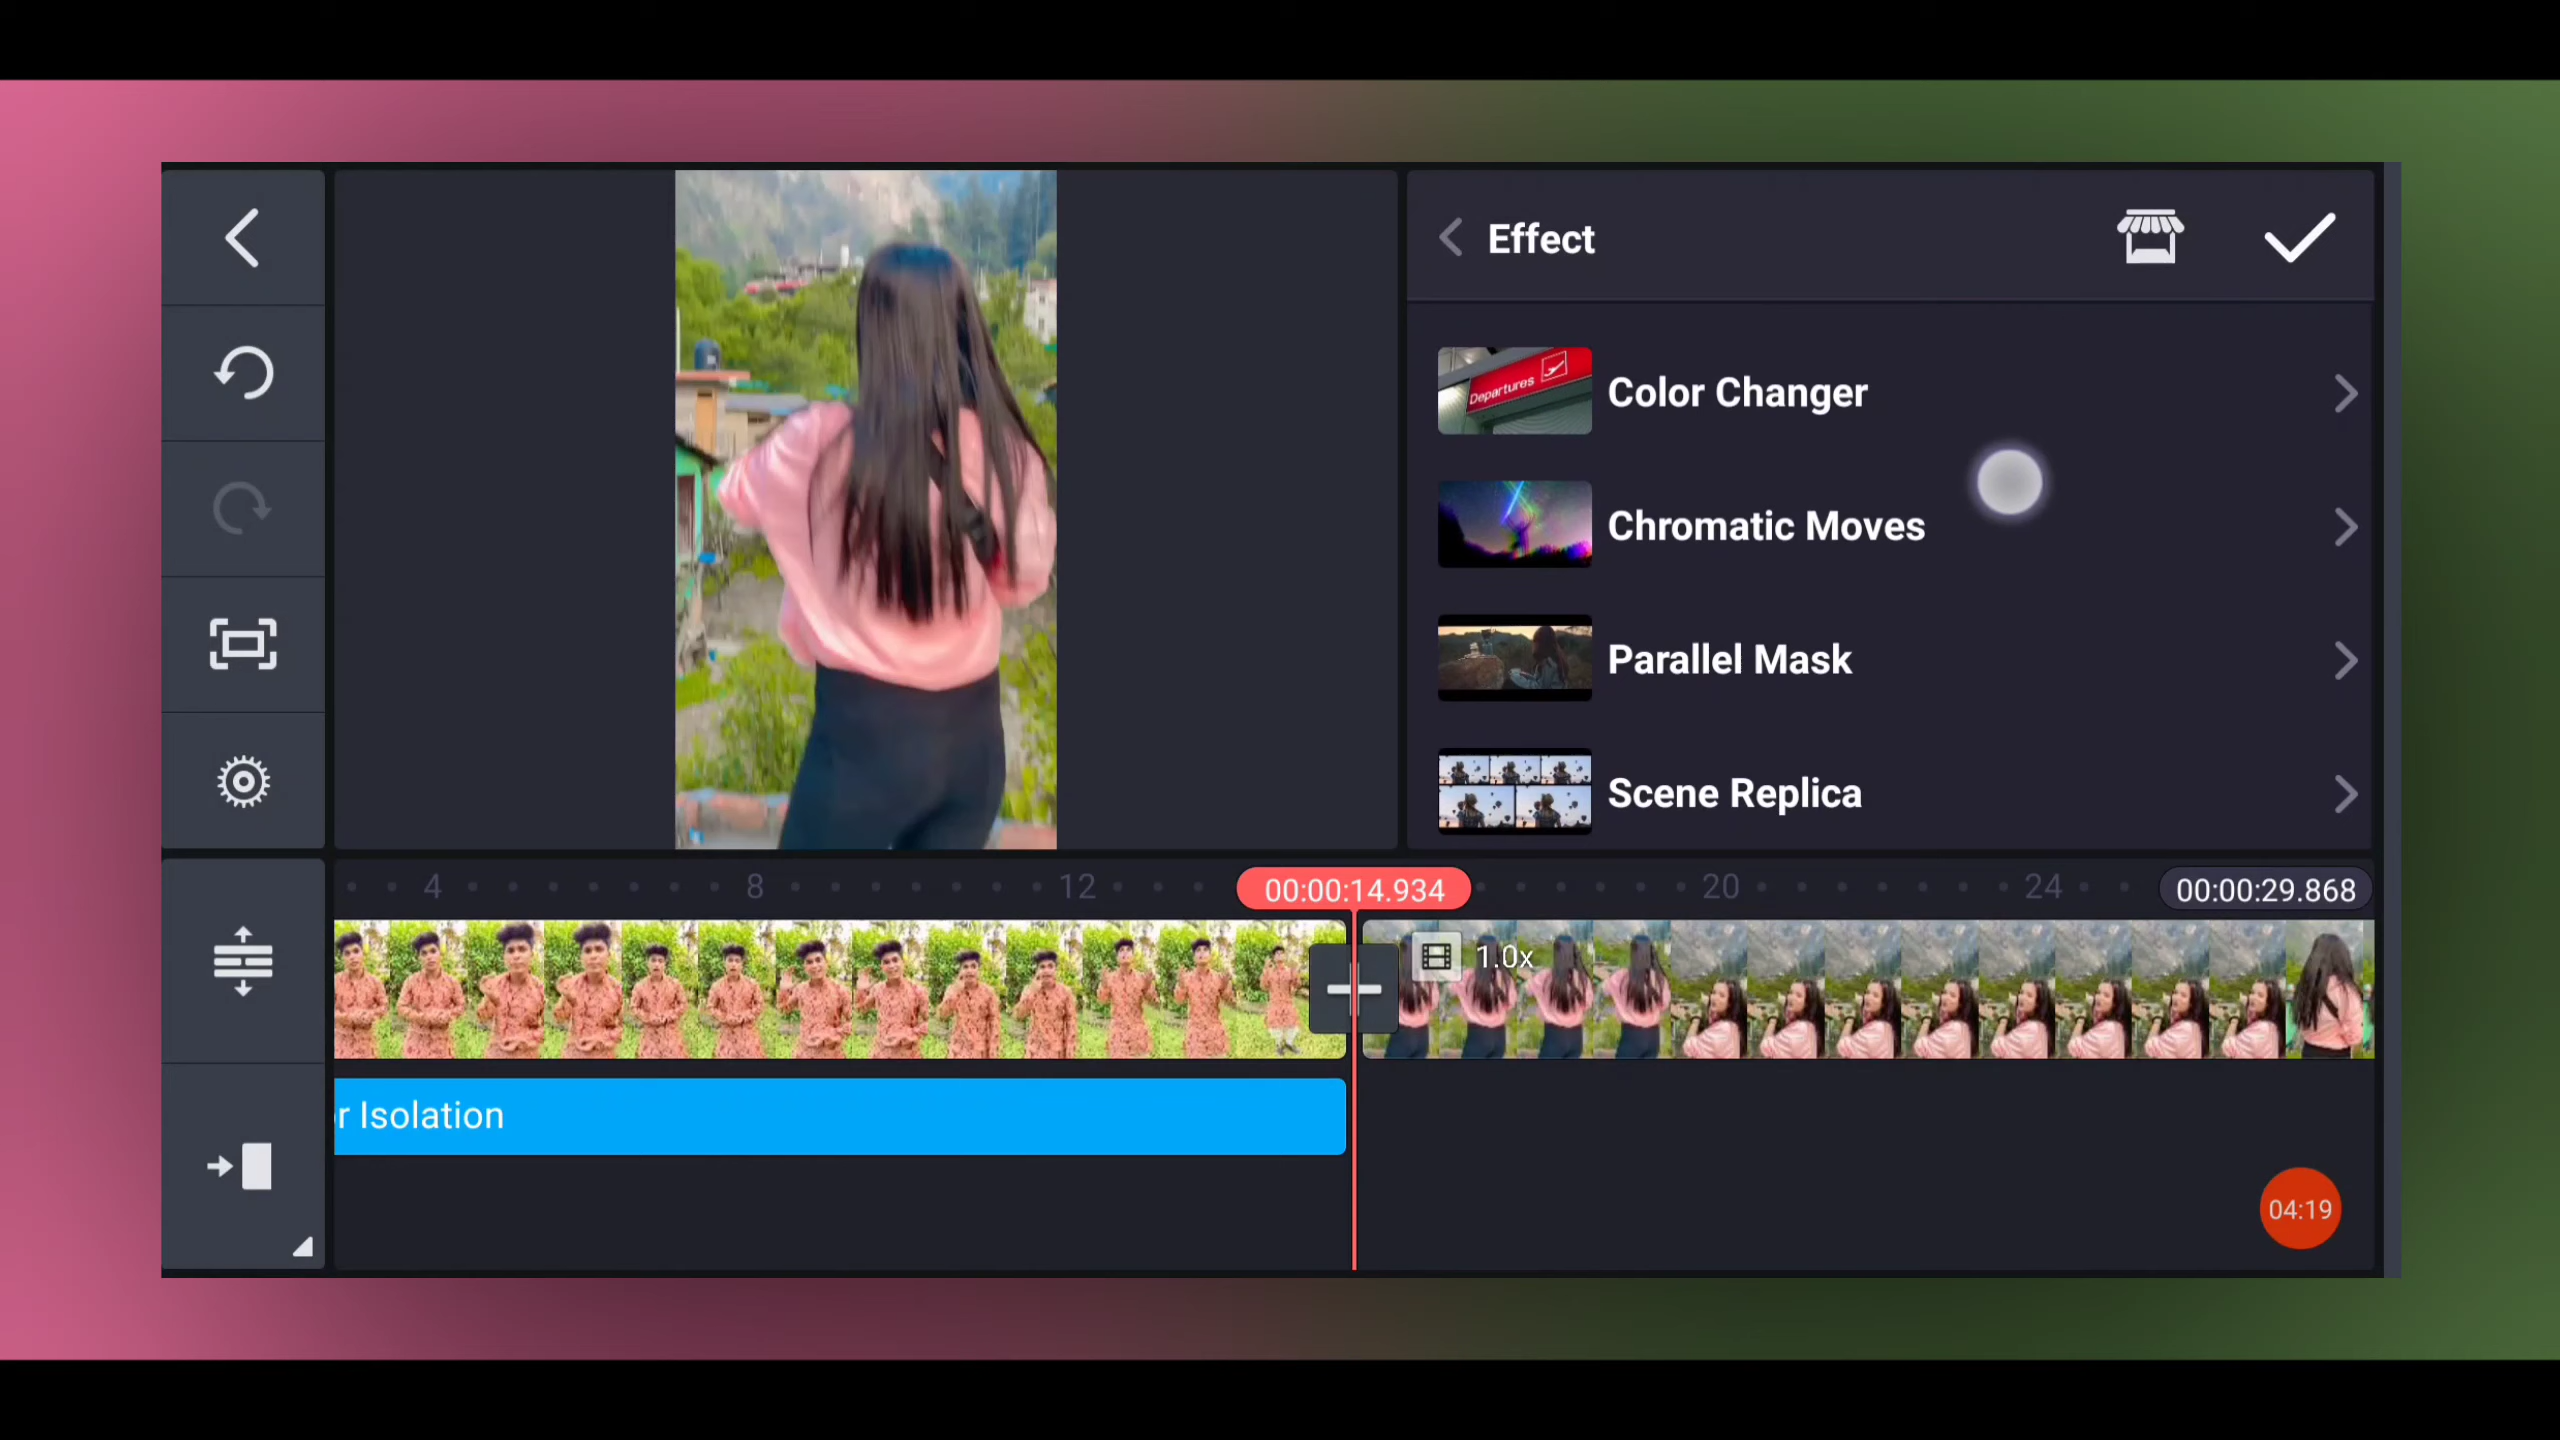 Effect
Departures
Color Changer
Chromatic Moves
Parallel Mask
Scene Replica
4
8
12
00:00:14.934
20
24
00:00:29.868
1.0x
r Isolation
04:19